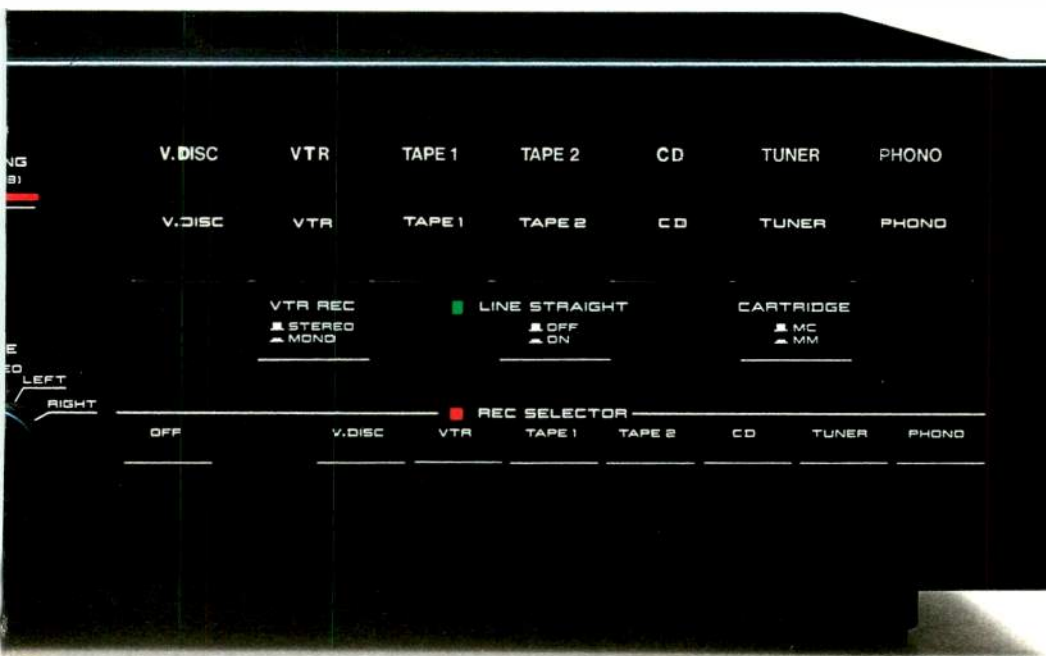 V.DISC VTR TAPE 1 TAPE 2 CD TUNER PHONO
V.DISC VTR TAPE 1 TAPE 2 CD TUNER PHONO
VTR REC LINE STRAIGHT CARTRIDGE
STEREO OFF MC
MONO ON MM
LEFT
RIGHT
REC SELECTOR
OFF V.DISC VTR TAPE 1 TAPE 2 CD TUNER PHONO